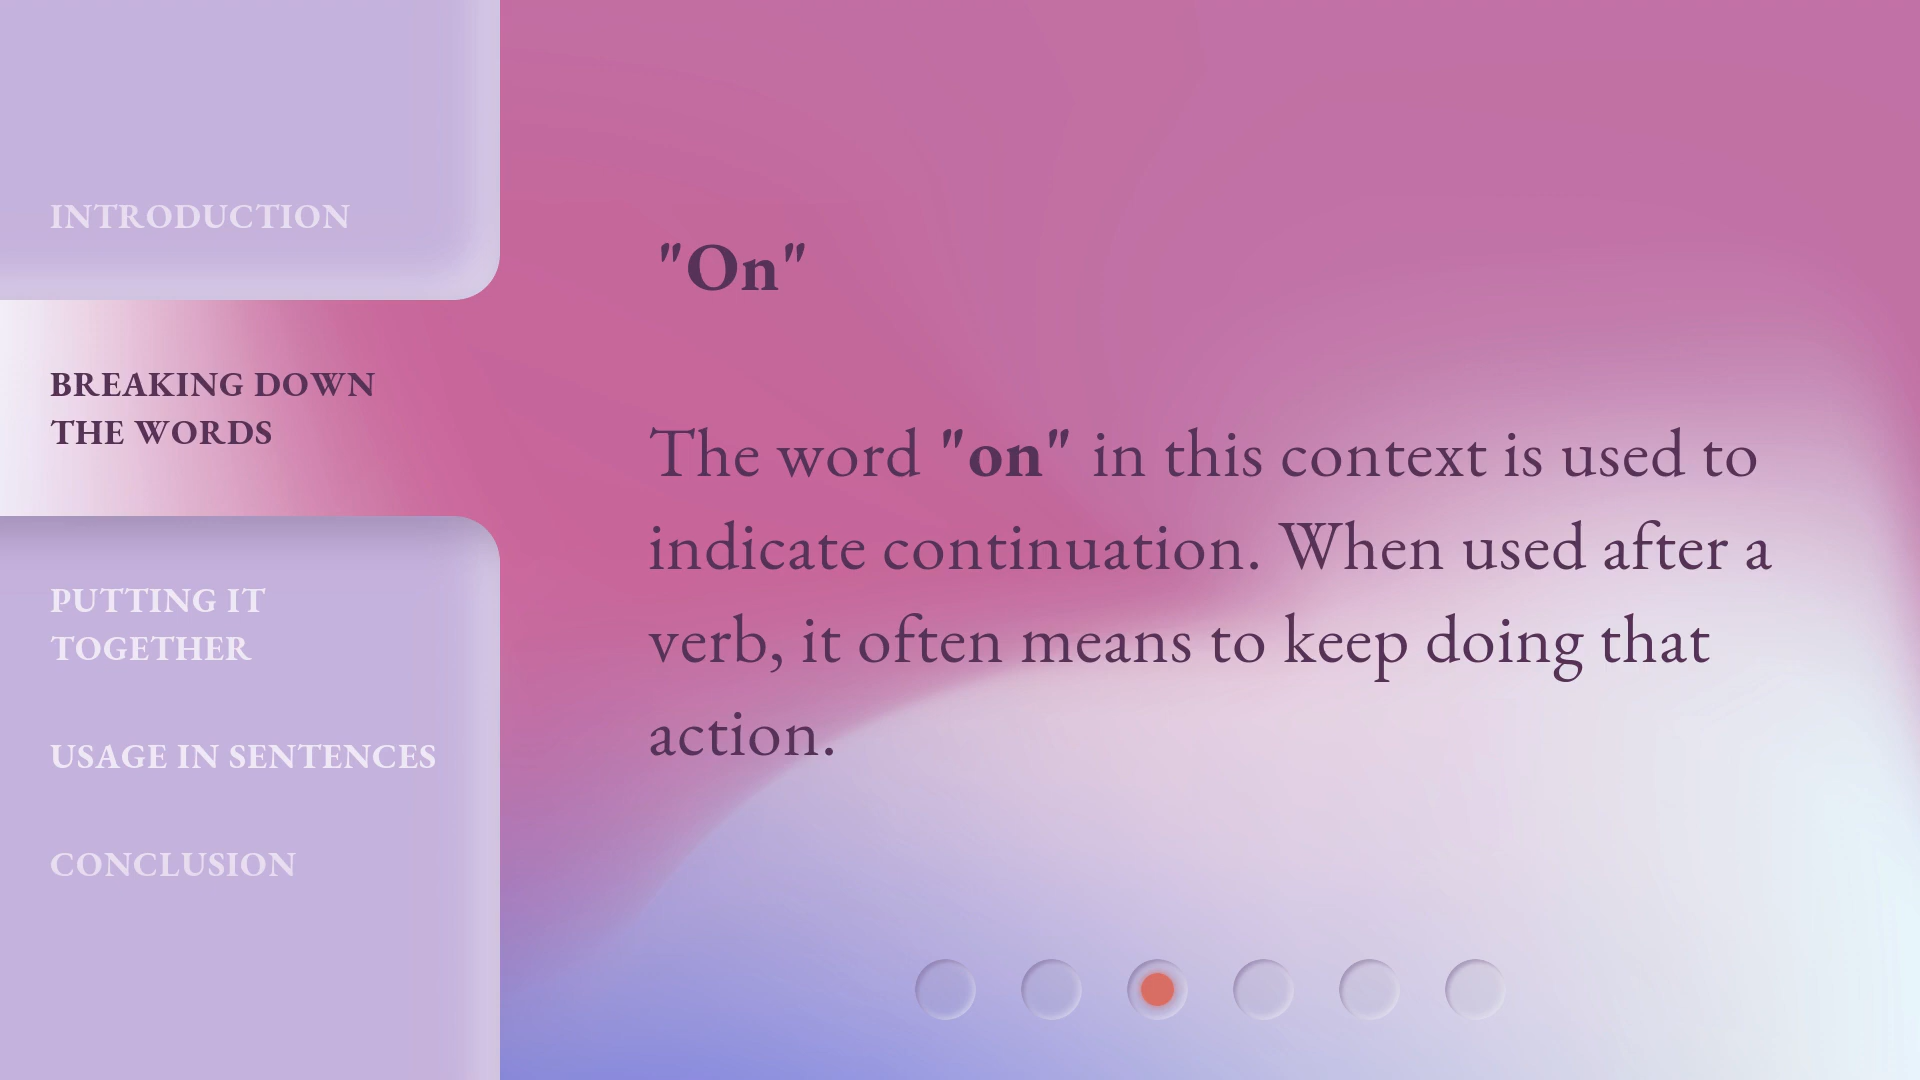 INTRODUCTION
BREAKING DOWN
THE WORDS
PUTTING IT
TOGETHER
USAGE IN SENTENCES
CONCLUSION
"On"
The word "on" in this context is used to
indicate continuation. When used after a
verb, it often means to keep doing that
action.